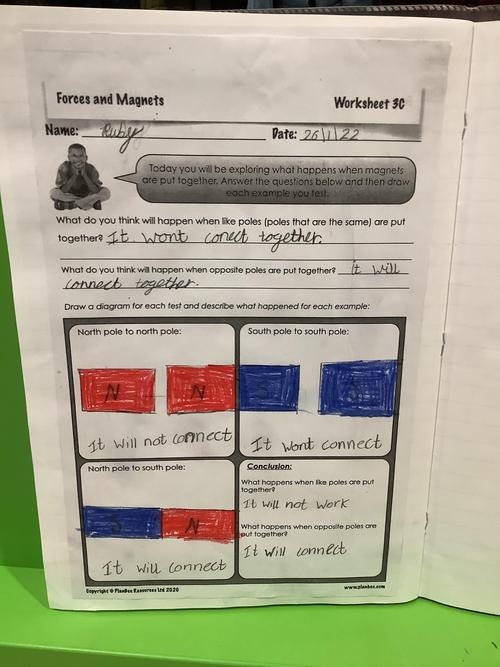 Forces and Magnets
Worksheet 3C
Name: Ruby
Date: 26/1/22
Today you will be exploring what happens when magnets
are put together. Answer the questions below and then draw
each example you test.
What do you think will happen when like poles (poles that are the same) are put
together? It wont conect together.
What do you think will happen when opposite poles are put together? it will
connect together.
Draw a diagram for each test and describe what happened for each example:
North pole to north pole:
N N
It will not connect
South pole to south pole:
S S
It wont connect
North pole to south pole:
S N
It will connect
Conclusion:
What happens when like poles are put
together?
It will not work
What happens when opposite poles are
put together?
It will connect
Copyright © PlanBee Resources Ltd 2020
www.planbee.com